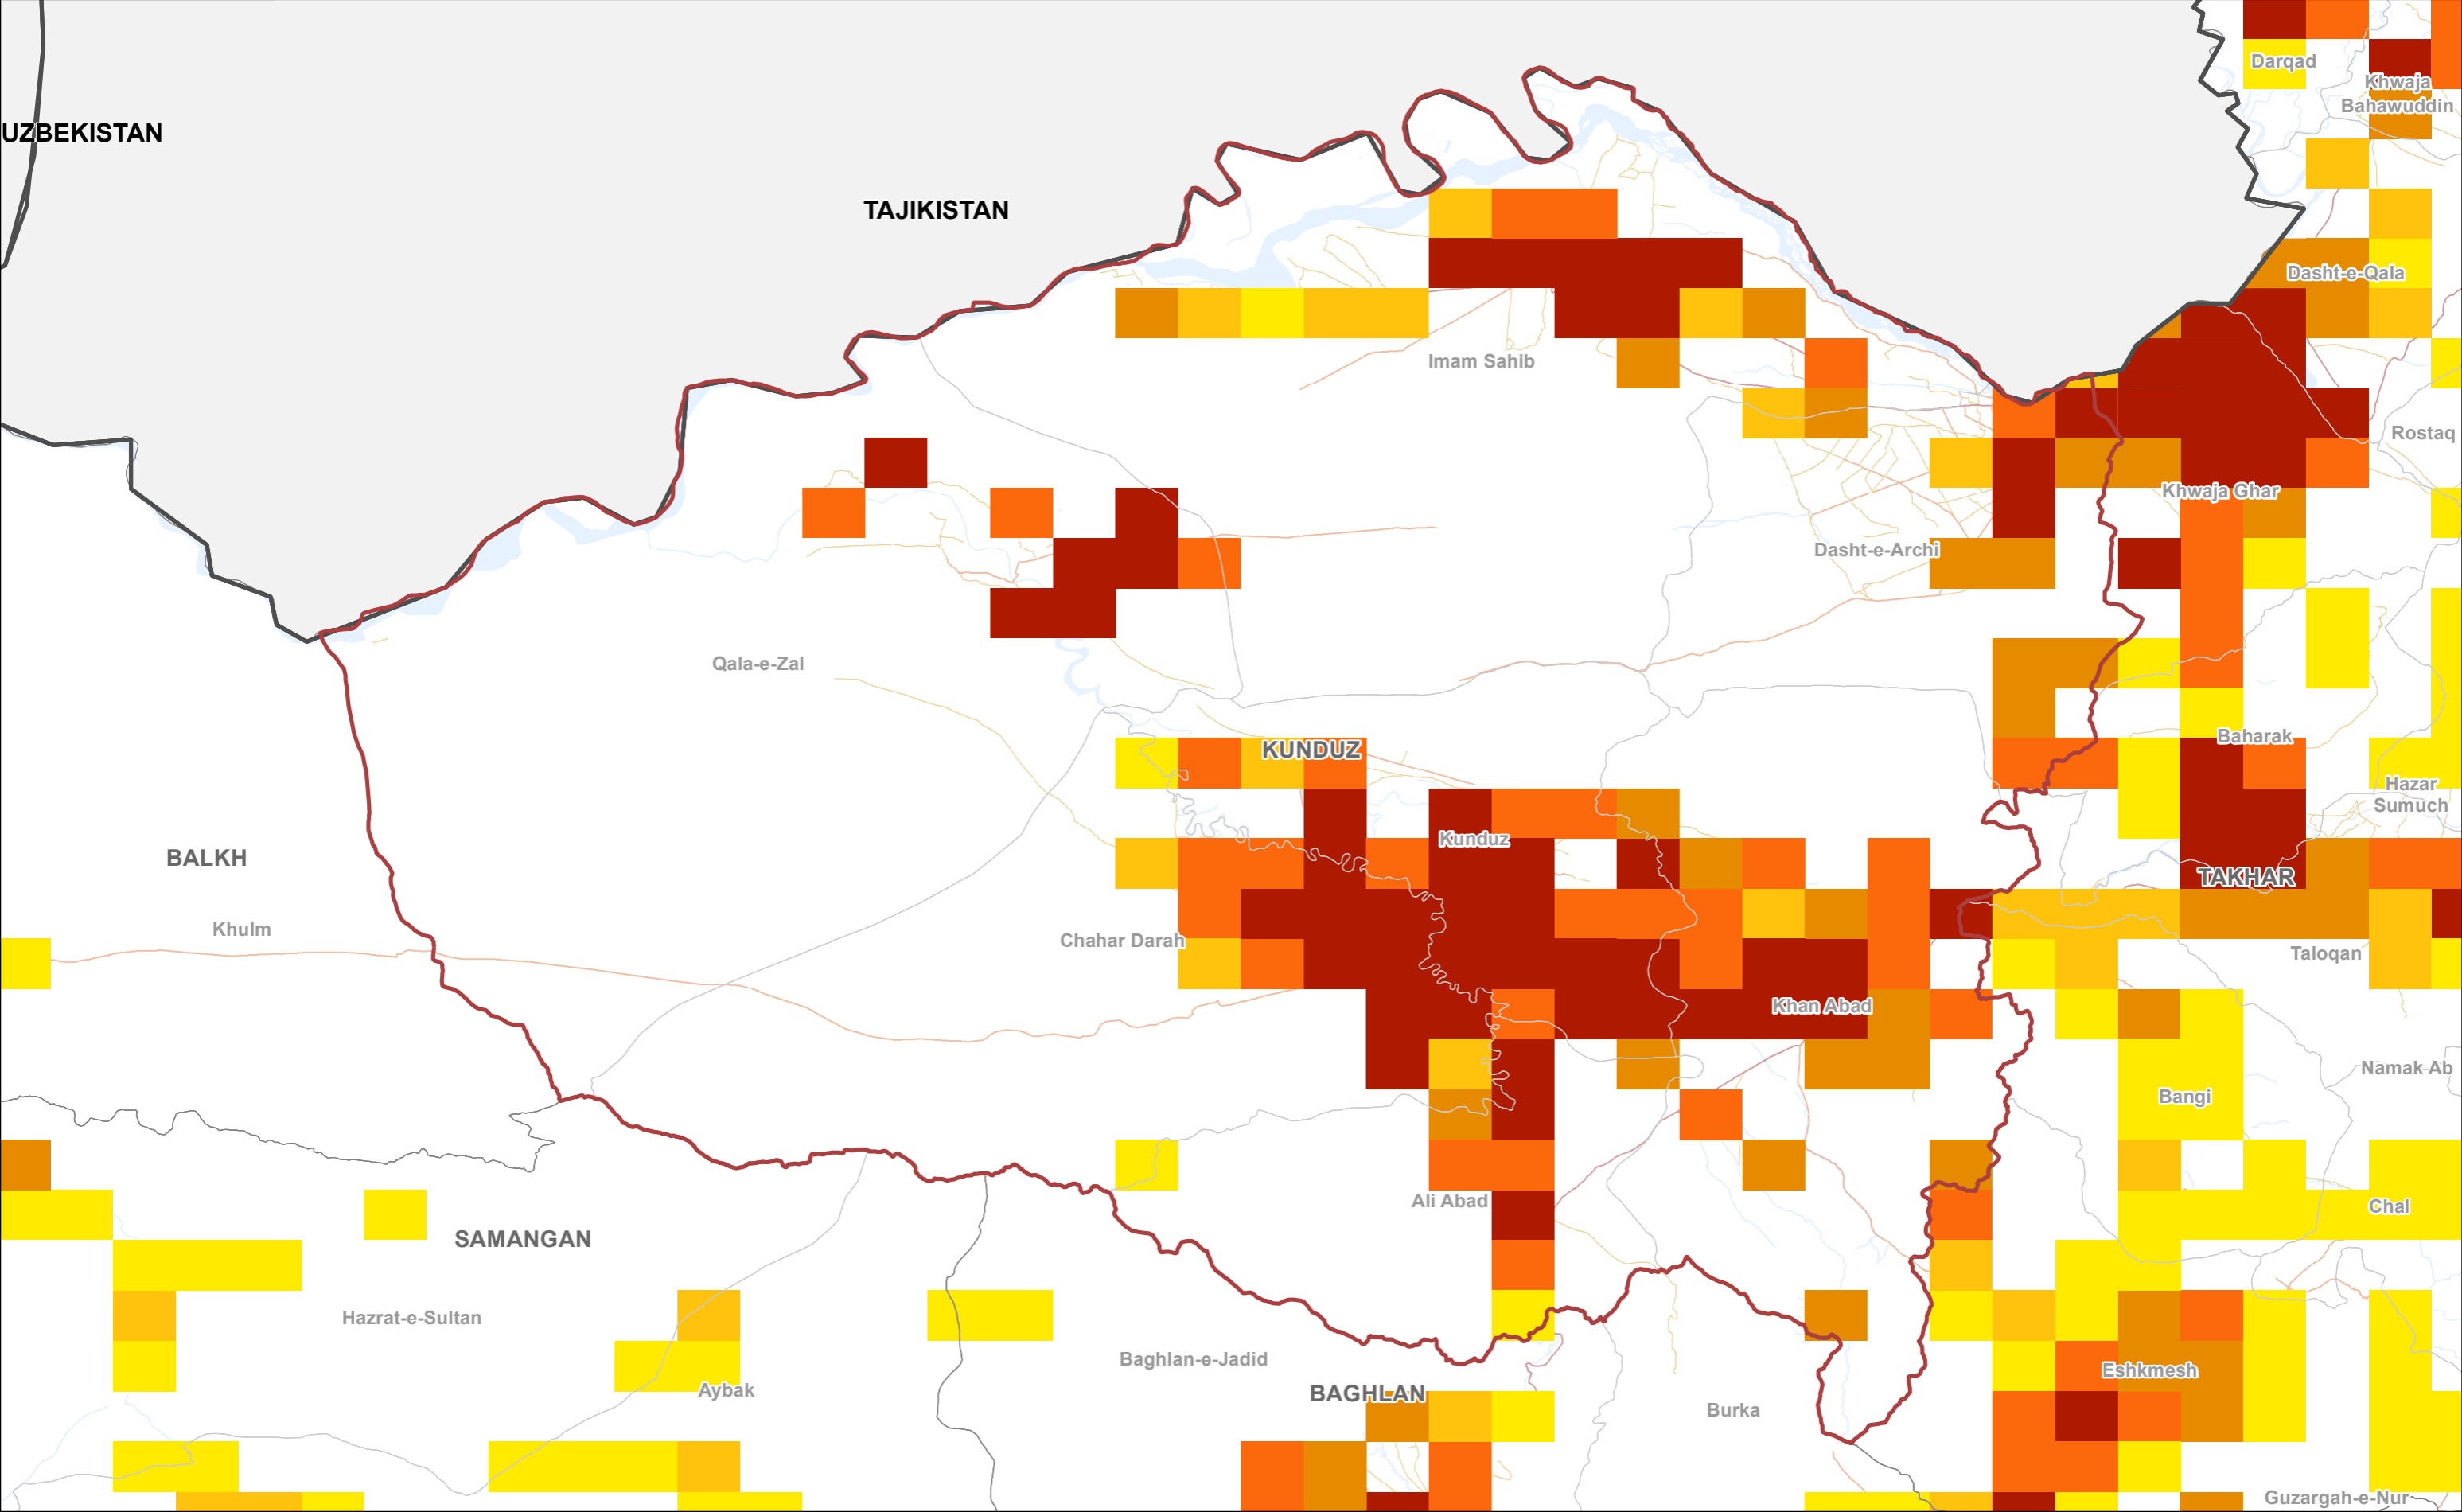 Darqad
Khwaja
Bahawuddin
UZBEKISTAN
TAJIKISTAN
Dasht-e-Qala
Imam Sahib
Rostaq
Khwaja Ghar
Dasht-e-Archi
Qala-e-Zal
Baharak
KUNDUZ
Hazar
Sumuch
Kunduz
BALKH
TAKHAR
Khulm
Chahar Darah
Taloqan
Khan Abad
Namak Ab
Bangi
Ali Abad
Chal
SAMANGAN
Hazrat-e-Sultan
Baghlan-e-Jadid
Eshkmesh
Aybak
BAGHLAN
Burka
Guzargah-e-Nur